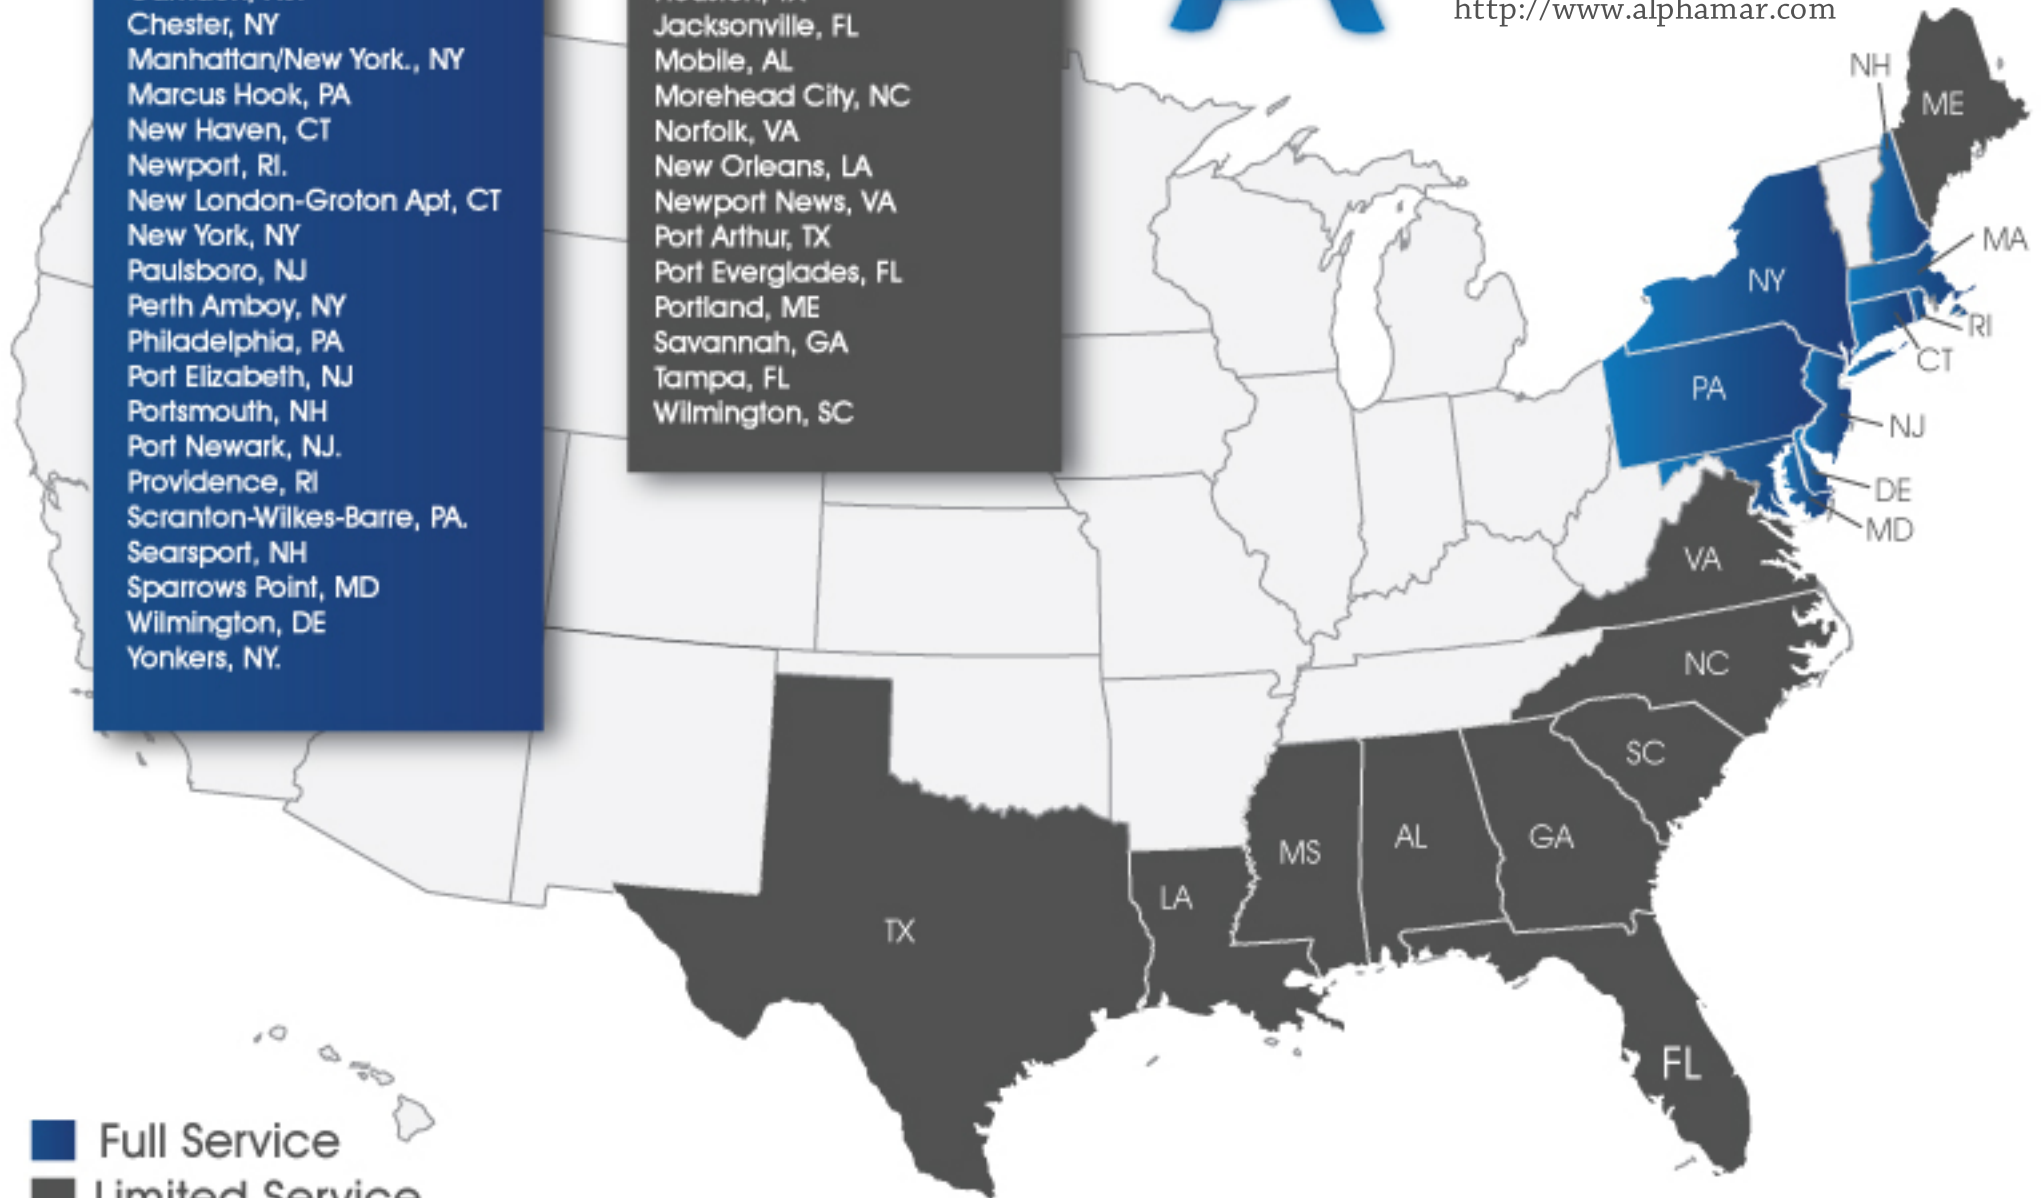 Chester, NY
Manhattan/New York., NY
Marcus Hook, PA
New Haven, CT
Newport, RI.
New London-Groton Apt, CT
New York, NY
Paulsboro, NJ
Perth Amboy, NY
Philadelphia, PA
Port Elizabeth, NJ
Portsmouth, NH
Port Newark, NJ.
Providence, RI
Scranton-Wilkes-Barre, PA.
Searsport, NH
Sparrows Point, MD
Wilmington, DE
Yonkers, NY.
Houston, TX
Jacksonville, FL
Mobile, AL
Morehead City, NC
Norfolk, VA
New Orleans, LA
Newport News, VA
Port Arthur, TX
Port Everglades, FL
Portland, ME
Savannah, GA
Tampa, FL
Wilmington, SC
http://www.alphamar.com
NH
ME
MA
NY
RI
CT
PA
NJ
DE
MD
VA
NC
SC
MS
AL
GA
LA
TX
FL
Full Service
Limited Service